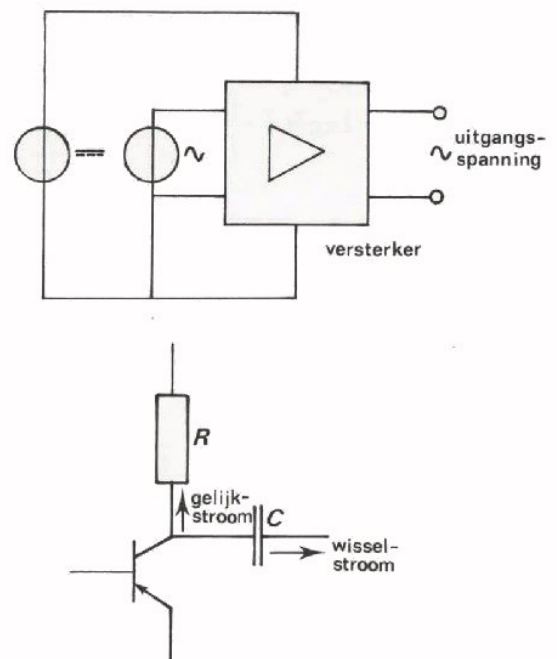 uitgangs-
spanning
versterker
R
gelijk-
stroom
C
wissel-
stroom